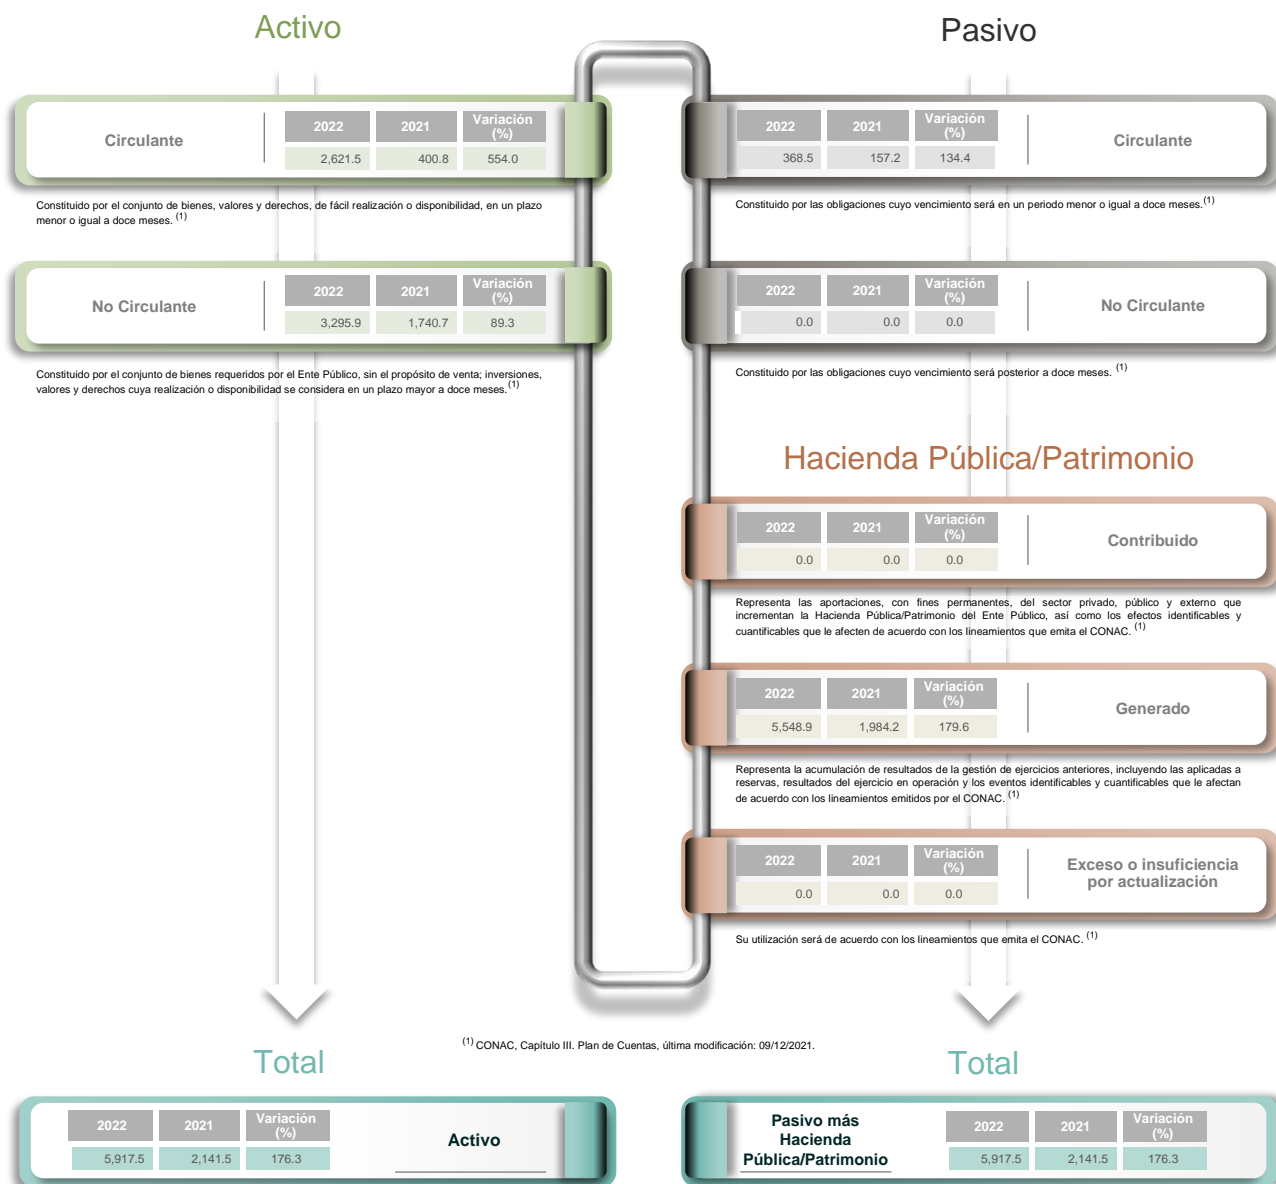 Activo
Circulante
2022 2021 Variación (%)
2,621.5 400.8 554.0
Constituido por el conjunto de bienes, valores y derechos, de fácil realización o disponibilidad, en un plazo
menor o igual a doce meses. (1)
No Circulante
2022 2021 Variación (%)
3,295.9 1,740.7 89.3
Constituido por el conjunto de bienes requeridos por el Ente Público, sin el propósito de venta; inversiones,
valores y derechos cuya realización o disponibilidad se considera en un plazo mayor a doce meses. (1)
Pasivo
2022 2021 Variación (%)
368.5 157.2 134.4
Circulante
Constituido por las obligaciones cuyo vencimiento será en un periodo menor o igual a doce meses. (1)
2022 2021 Variación (%)
0.0 0.0 0.0
No Circulante
Constituido por las obligaciones cuyo vencimiento será posterior a doce meses. (1)
Hacienda Pública/Patrimonio
2022 2021 Variación (%)
0.0 0.0 0.0
Contribuido
Representa las aportaciones, con fines permanentes, del sector privado, público y externo que
incrementan la Hacienda Pública/Patrimonio del Ente Público, así como los efectos identificables y
cuantificables que le afecten de acuerdo con los lineamientos que emita el CONAC. (1)
2022 2021 Variación (%)
5,548.9 1,984.2 179.6
Generado
Representa la acumulación de resultados de la gestión de ejercicios anteriores, incluyendo las aplicadas a
reservas, resultados del ejercicio en operación y los eventos identificables y cuantificables que le afectan
de acuerdo con los lineamientos emitidos por el CONAC. (1)
2022 2021 Variación (%)
0.0 0.0 0.0
Exceso o insuficiencia
por actualización
Su utilización será de acuerdo con los lineamientos que emita el CONAC. (1)
(1) CONAC, Capítulo III. Plan de Cuentas, última modificación: 09/12/2021.
Total
2022 2021 Variación (%)
5,917.5 2,141.5 176.3
Activo
Total
Pasivo más
Hacienda
Pública/Patrimonio
2022 2021 Variación (%)
5,917.5 2,141.5 176.3